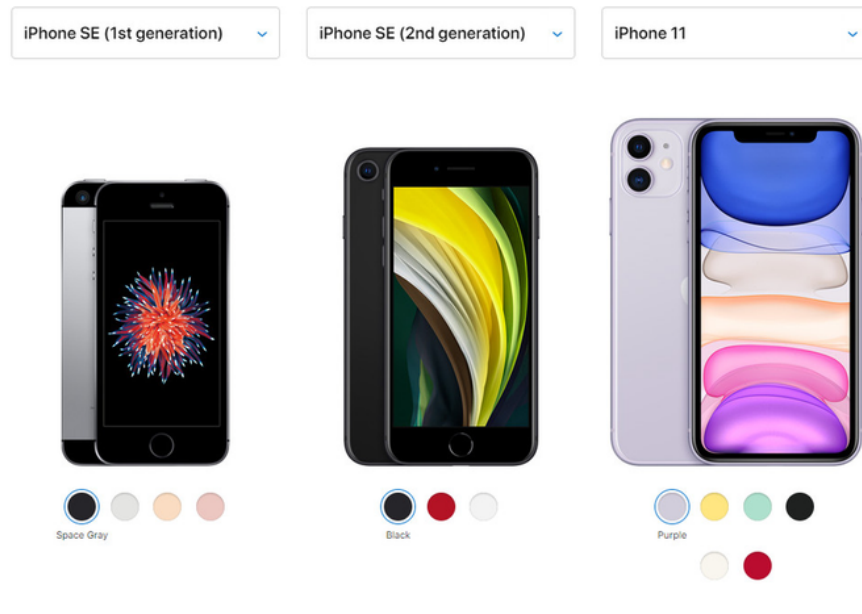 iPhone SE (1st generation)
iPhone SE (2nd generation)
iPhone 11
Space Gray
Black
Purple